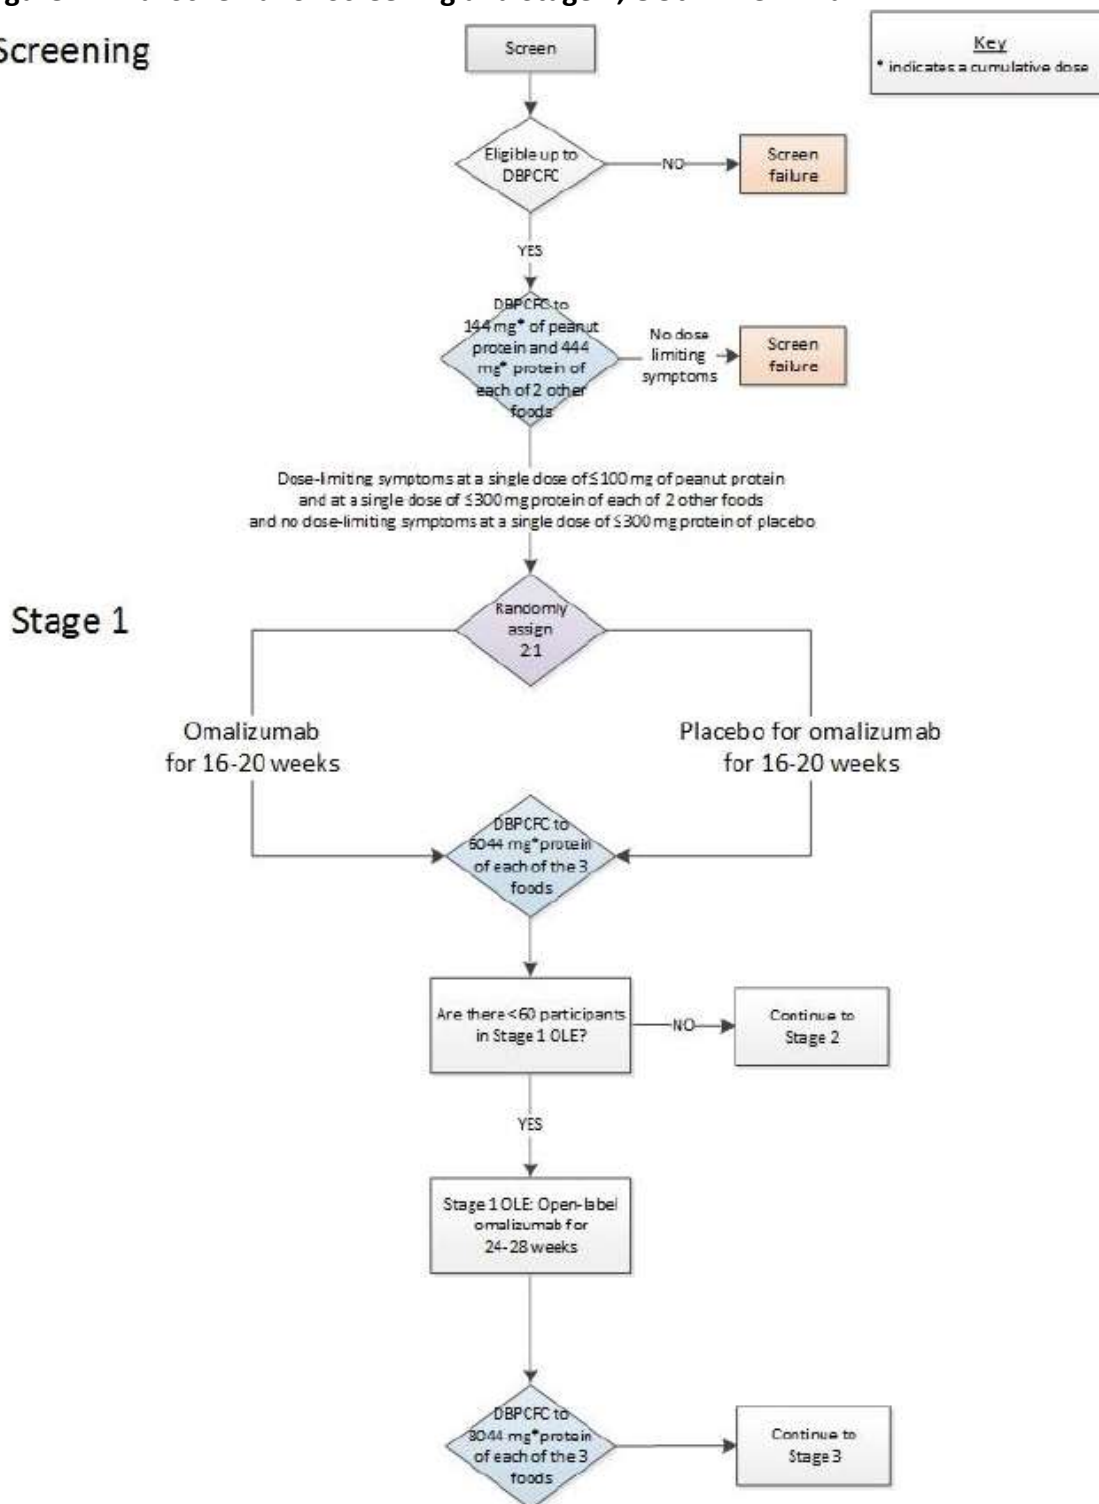 Screening
Screen
Key
* indicates a cumulative dose
Eligible up to
DBPCFC
NO
Screen
failure
YES
DBPCFC to
144 mg* of peanut
protein and 444
mg* protein of
each of 2 other
foods
No dose
limiting
symptoms
Screen
failure
Dose-limiting symptoms at a single dose of ≤100 mg of peanut protein
and at a single dose of ≤300 mg protein of each of 2 other foods
and no dose-limiting symptoms at a single dose of ≤300 mg protein of placebo
Stage 1
Randomly
assign
2:1
Omalizumab
for 16-20 weeks
Placebo for omalizumab
for 16-20 weeks
DBPCFC to
6044 mg* protein
of each of the 3
foods
Are there <60 participants
in Stage 1 OLE?
NO
Continue to
Stage 2
YES
Stage 1 OLE: Open-label
omalizumab for
24-28 weeks
DBPCFC to
8044 mg* protein
of each of the 3
foods
Continue to
Stage 3